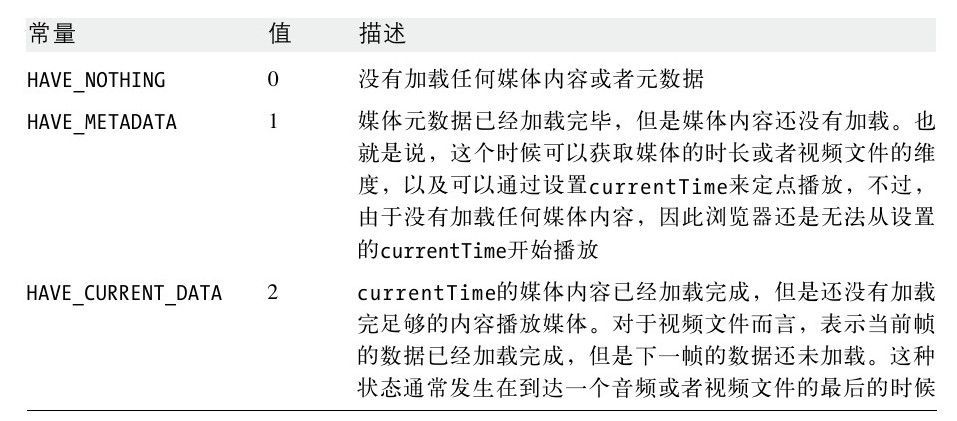 常量 值 描述
HAVE_NOTHING 0 没有加载任何媒体内容或者元数据
HAVE_METADATA 1 媒体元数据已经加载完毕，但是媒体内容还没有加载。也
就是说，这个时候可以获取媒体的时长或者视频文件的维
度，以及可以通过设置currentTime来定点播放，不过，
由于没有加载任何媒体内容，因此浏览器还是无法从设置
的currentTime开始播放
HAVE_CURRENT_DATA 2 currentTime的媒体内容已经加载完成，但是还没有加载
完足够的内容播放媒体。对于视频文件而言，表示当前帧
的数据已经加载完成，但是下一帧的数据还未加载。这种
状态通常发生在到达一个音频或者视频文件的最后的时候